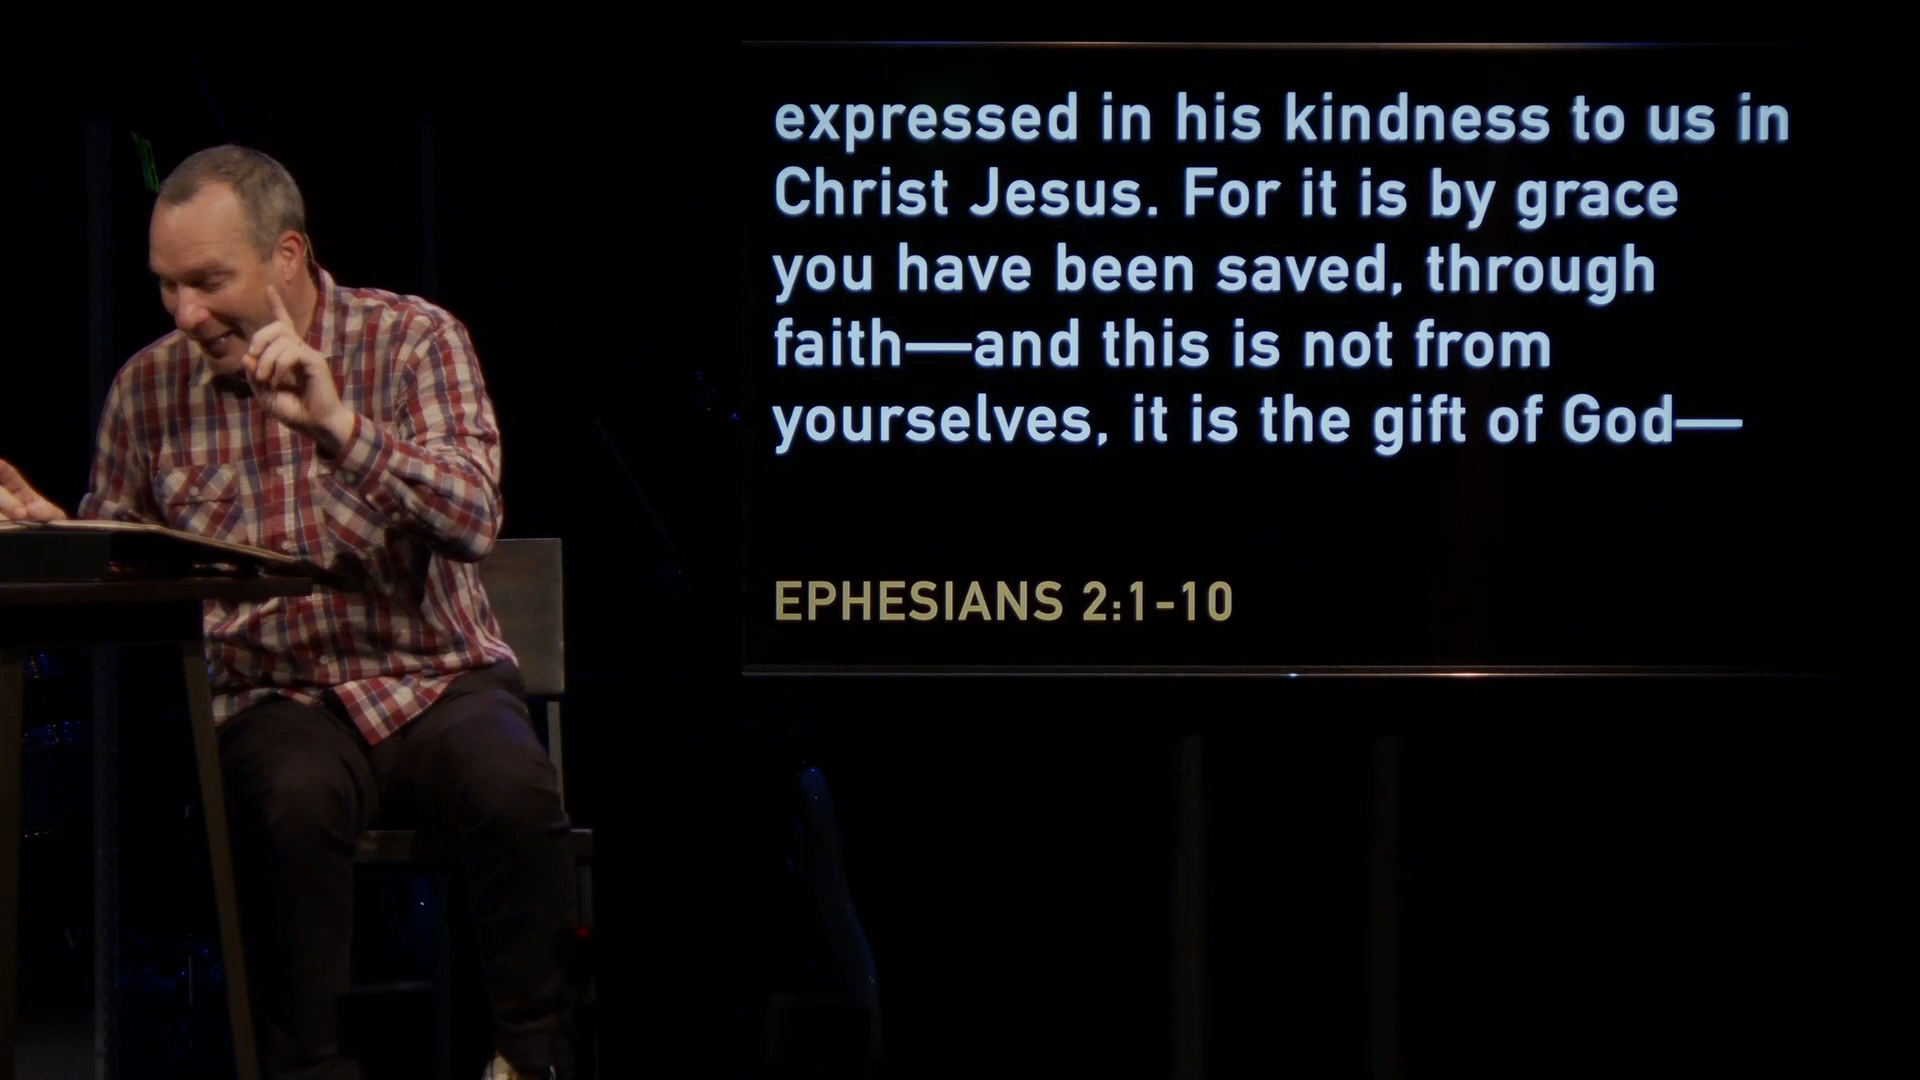 expressed in his kindness to us in
Christ Jesus. For it is by grace
you have been saved, through
faith—and this is not from
yourselves, it is the gift of God—
EPHESIANS 2:1-10